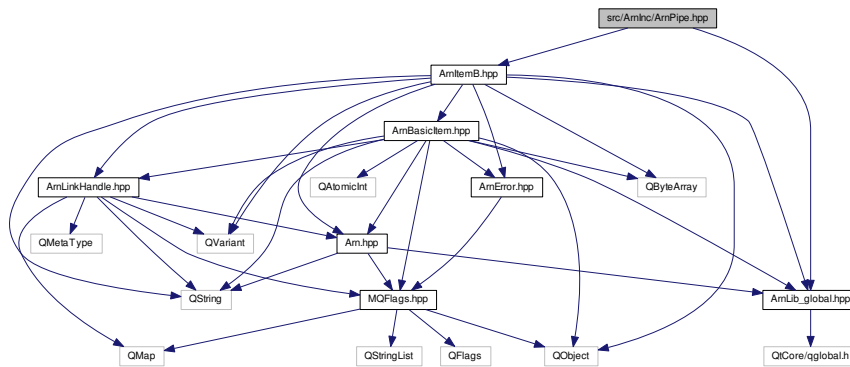 src/ArnInc/ArnPipe.hpp
ArnItemB.hpp
ArnBasicItem.hpp
ArnLinkHandle.hpp
QAtomicInt
ArnError.hpp
QByteArray
QMetaType
QVariant
Arn.hpp
QString
MQFlags.hpp
ArnLib_global.hpp
QMap
QStringList
QFlags
QObject
QtCore/qglobal.h